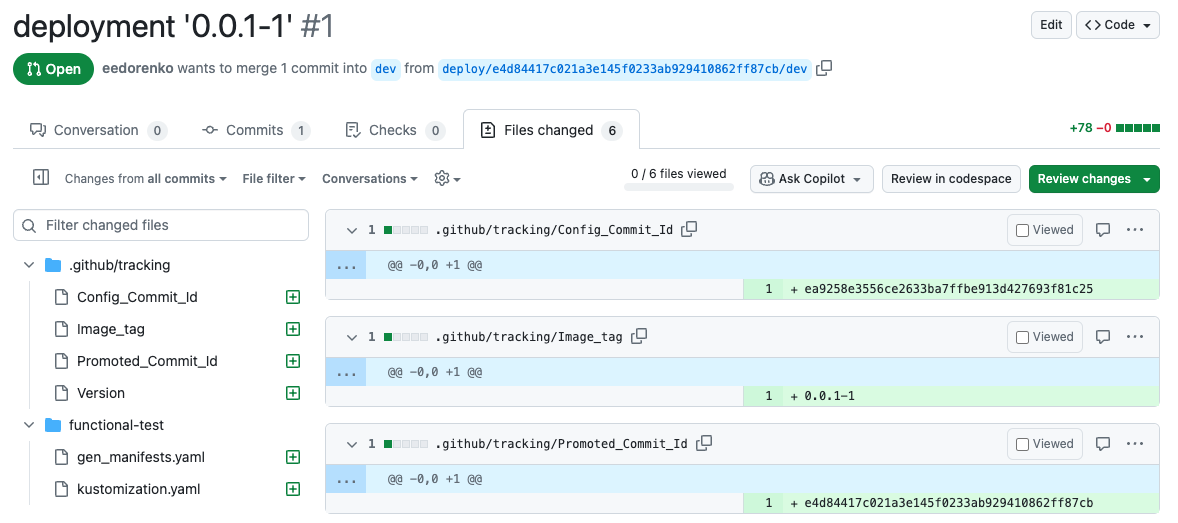 deployment '0.0.1-1' #1
Edit
<> Code
Open
eedorenko wants to merge 1 commit into dev from deploy/e4d84417c021a3e145f0233ab929410862ff87cb/dev
Conversation 0
Commits 1
Checks 0
Files changed 6
+78 −0
Changes from all commits
File filter
Conversations
0 / 6 files viewed
Ask Copilot
Review in codespace
Review changes
Filter changed files
.github/tracking
Config_Commit_Id
Image_tag
Promoted_Commit_Id
Version
functional-test
gen_manifests.yaml
kustomization.yaml
1 .github/tracking/Config_Commit_Id
Viewed
...
@@ -0,0 +1 @@
1 + ea9258e3556ce2633ba7ffbe913d427693f81c25
1 .github/tracking/Image_tag
Viewed
...
@@ -0,0 +1 @@
1 + 0.0.1-1
1 .github/tracking/Promoted_Commit_Id
Viewed
...
@@ -0,0 +1 @@
1 + e4d84417c021a3e145f0233ab929410862ff87cb